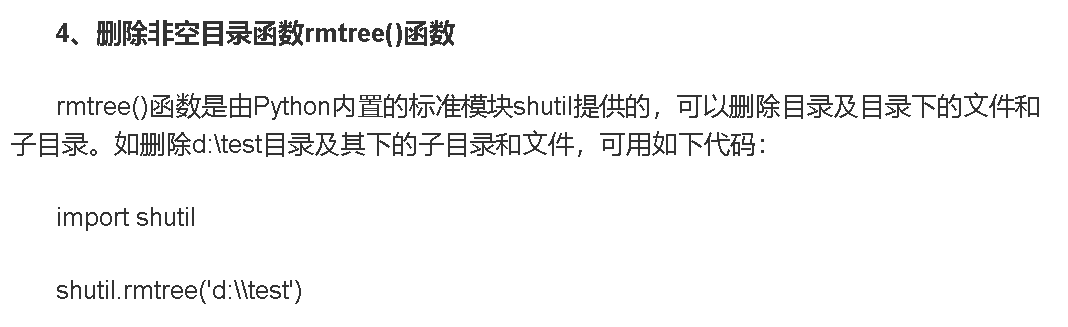 4、删除非空目录函数rmtree()函数
rmtree()函数是由Python内置的标准模块shutil提供的，可以删除目录及目录下的文件和
子目录。如删除d:\test目录及其下的子目录和文件，可用如下代码：
import shutil
shutil.rmtree('d:\\test')